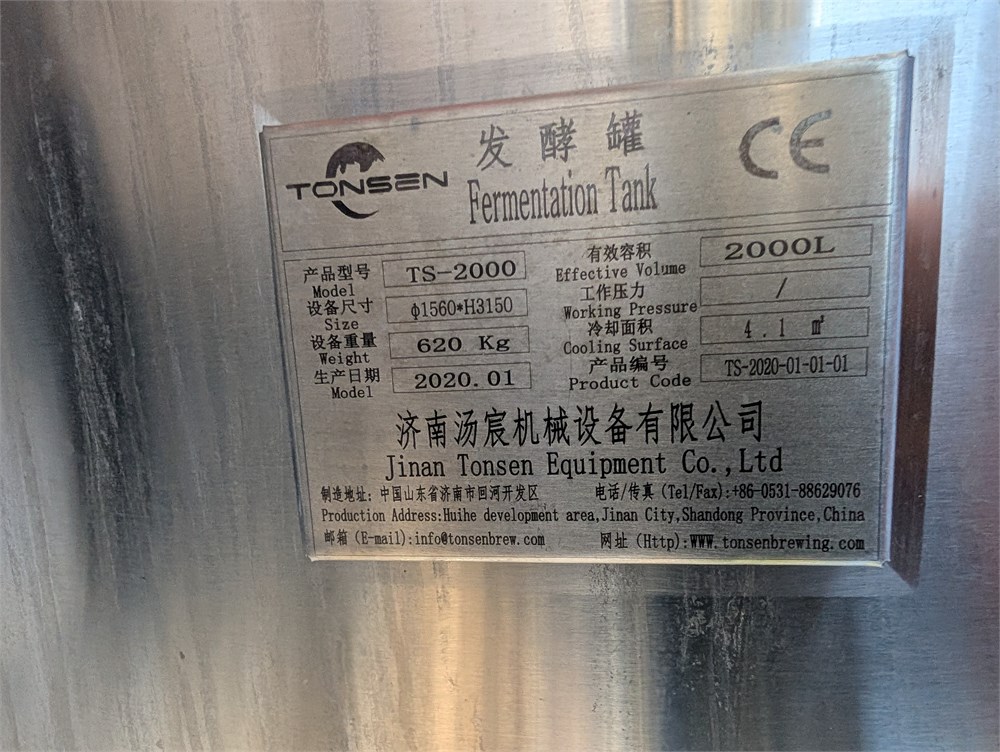 TONSEN
发酵罐
Fermentation Tank
CE
产品型号 TS-2000 有效容积 2000L
Model Effective Volume
设备尺寸 φ1560*H3150 工作压力 /
Size Working Pressure
设备重量 620 Kg 冷却面积 4.1 m²
Weight Cooling Surface
生产日期 2020.01 产品编号 TS-2020-01-01-01
Model Product Code
济南汤宸机械设备有限公司
Jinan Tonsen Equipment Co.,Ltd
制造地址: 中国山东省济南市回河开发区 电话/传真 (Tel/Fax):+86-0531-88629076
Production Address:Huihe development area,Jinan City,Shandong Province,China
邮箱 (E-mail):info@tonsenbrew.com 网址 (Http):WWW.tonsenbrewing.com